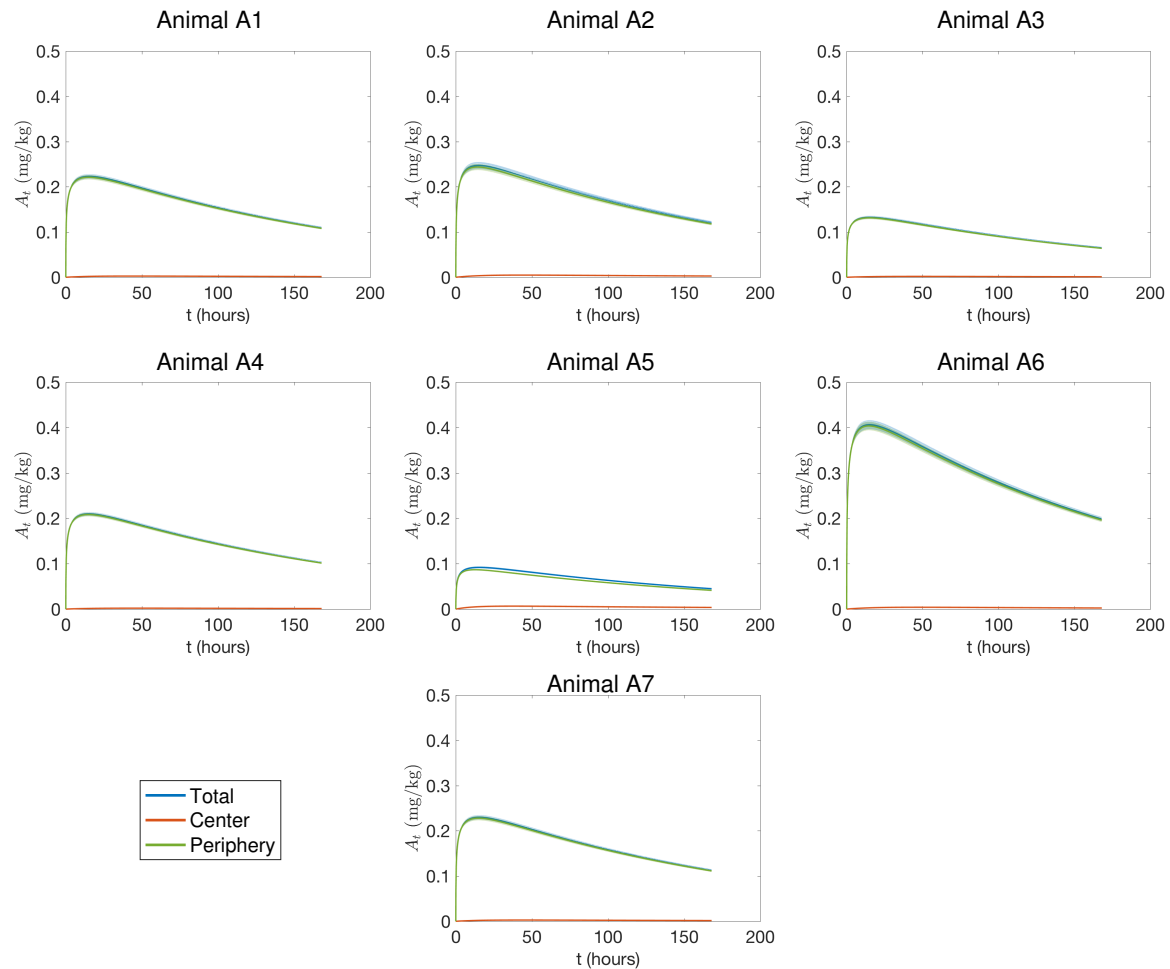 Animal A1
Animal A2
Animal A3
0.5
0.4
0.3
0.2
0.1
0
A_t (mg/kg)
0 50 100 150 200
t (hours)
0.5
0.4
0.3
0.2
0.1
0
A_t (mg/kg)
0 50 100 150 200
t (hours)
0.5
0.4
0.3
0.2
0.1
0
A_t (mg/kg)
0 50 100 150 200
t (hours)
Animal A4
Animal A5
Animal A6
0.5
0.4
0.3
0.2
0.1
0
A_t (mg/kg)
0 50 100 150 200
t (hours)
0.5
0.4
0.3
0.2
0.1
0
A_t (mg/kg)
0 50 100 150 200
t (hours)
0.5
0.4
0.3
0.2
0.1
0
A_t (mg/kg)
0 50 100 150 200
t (hours)
Animal A7
0.5
0.4
0.3
0.2
0.1
0
A_t (mg/kg)
0 50 100 150 200
t (hours)
Total
Center
Periphery